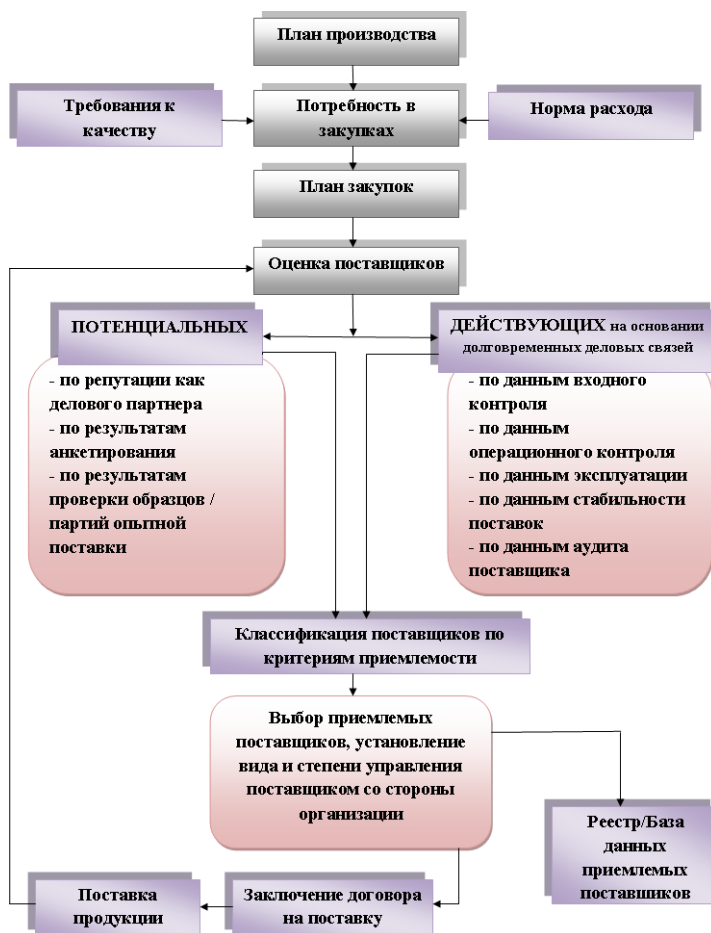 План производства
Требования к
качеству
Потребность в
закупках
Норма расхода
План закупок
Оценка поставщиков
ПОТЕНЦИАЛЬНЫХ
- по репутации как
делового партнера
- по результатам
анкетирования
- по результатам
проверки образцов /
партий опытной
поставки
ДЕЙСТВУЮЩИХ на основании
долговременных деловых связей
- по данным входного
контроля
- по данным
операционного контроля
- по данным эксплуатации
- по данным стабильности
поставок
- по данным аудита
поставщика
Классификация поставщиков по
критериям приемлемости
Выбор приемлемых
поставщиков, установление
вида и степени управления
поставщиком со стороны
организации
Реестр/База
данных
приемлемых
поставшиков
Заключение договора
на поставку
Поставка
продукции